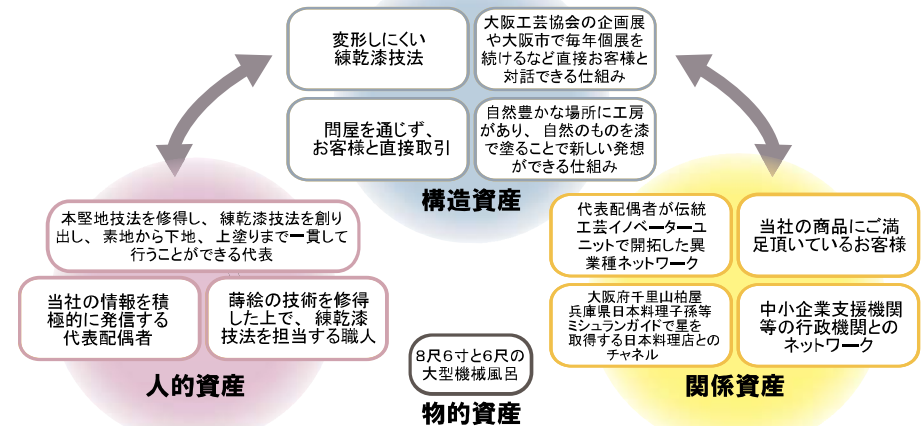 変形しにくい
練乾漆技法
大阪工芸協会の企画展
や大阪市で毎年個展を
続けるなど直接お客様と
対話できる仕組み
問屋を通じず、
お客様と直接取引
自然豊かな場所に工房
があり、自然のものを漆
で塗ることで新しい発想
ができる仕組み
構造資産
本堅地技法を修得し、練乾漆技法を創り
出し、素地から下地、上塗りまで一貫して
行うことができる代表
当社の情報を積
極的に発信する
代表配偶者
蒔絵の技術を修得
した上で、練乾漆
技法を担当する職人
人的資産
8尺6寸と6尺の
大型機械風呂
物的資産
代表配偶者が伝統
工芸イノベーターユ
ニットで開拓した異
業種ネットワーク
当社の商品にご満
足頂いているお客様
大阪府千里山柏屋
兵庫県日本料理子孫等
ミシュランガイドで星を
取得する日本料理店との
チャネル
中小企業支援機関
等の行政機関との
ネットワーク
関係資産